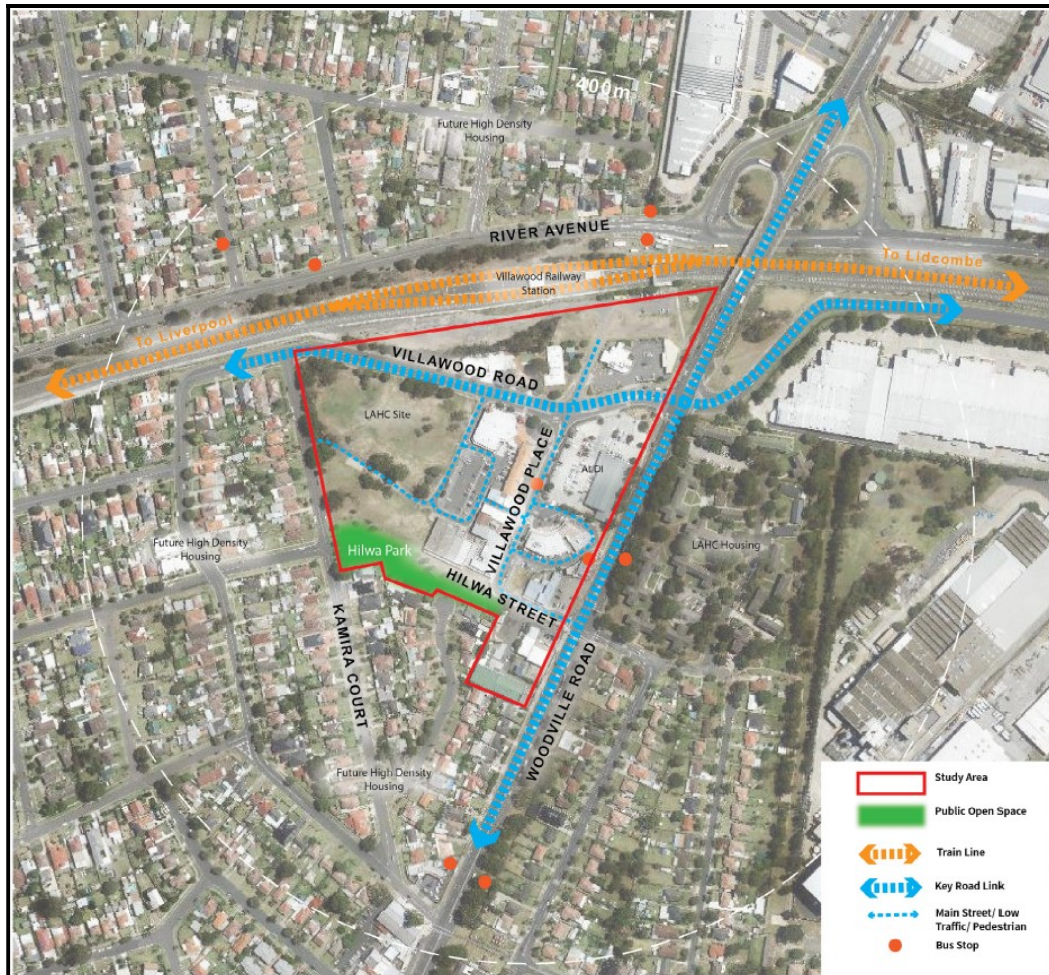 400m
Future High Density
Housing
RIVER AVENUE
To Lidcombe
Villawood Railway
Station
To Liverpool
VILLAWOOD ROAD
LAHC Site
VILLAWOOD PLACE
ALDI
LAHC Housing
Future High Density
Housing
Hilwa Park
HILWA STREET
KAMIRA COURT
WOODVILLE ROAD
Future High Density
Housing
Study Area
Public Open Space
Train Line
Key Road Link
Main Street/ Low
Traffic/ Pedestrian
Bus Stop